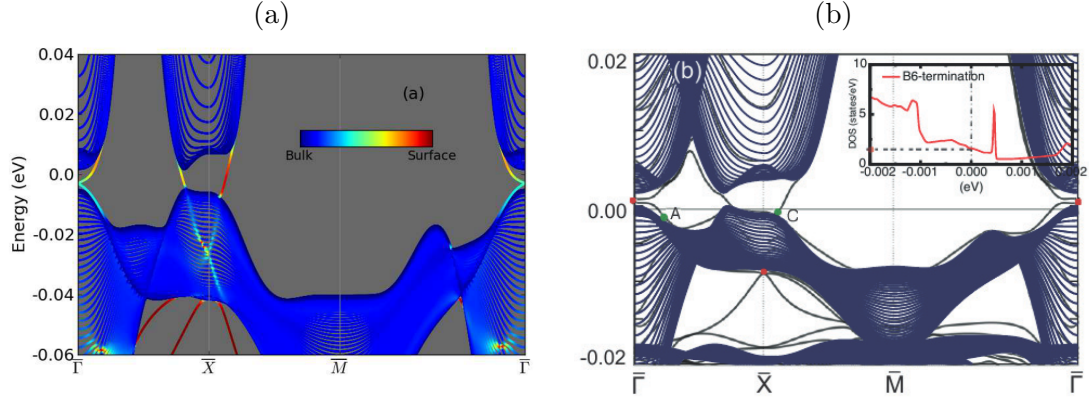 (a)
0.04
0.02
0.0
-0.02
-0.04
-0.06
Energy (eV)
(a)
Bulk
Surface
Γ̅
X̅
M̅
Γ̅
(b)
0.02
0.00
-0.02
(b)
A
C
B6-termination
DOS (states/eV)
10
5
0
-0.002
-0.001
0.000
0.001
0.002
(eV)
Γ̅
X̅
M̅
Γ̅